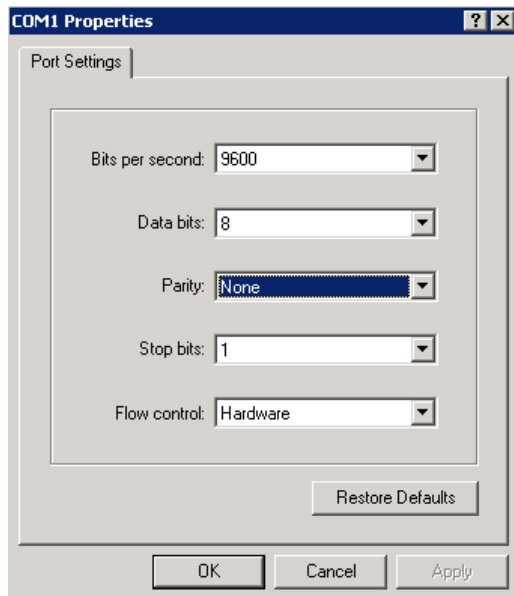 COM1 Properties
Port Settings
Bits per second: 9600
Data bits: 8
Parity: None
Stop bits: 1
Flow control: Hardware
Restore Defaults
OK Cancel Apply